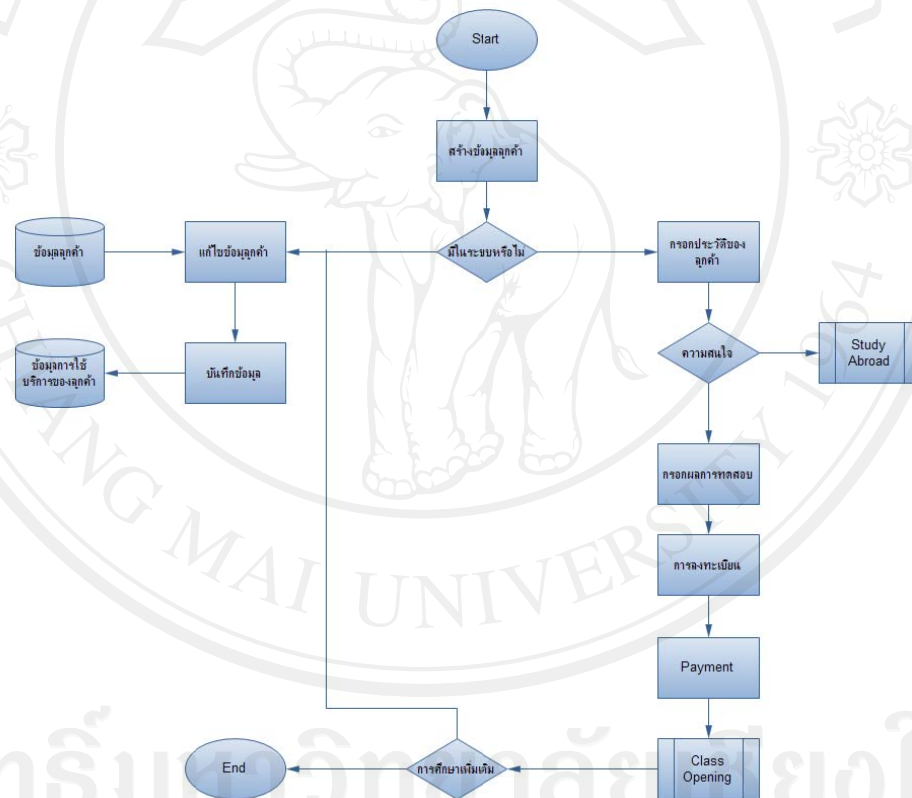 Start
สร้างข้อมูลลูกค้า
ข้อมูลลูกค้า
แก้ไขข้อมูลลูกค้า
มีในระบบหรือไม่
กรอกประวัติของ
ลูกค้า
ข้อมูลการใช้
บริการของลูกค้า
บันทึกข้อมูล
ความสนใจ
Study
Abroad
กรอกผลการทดสอบ
การลงทะเบียน
Payment
End
การศึกษาเพิ่มเติม
Class
Opening
ANG MAI UNIVERSITY 1964